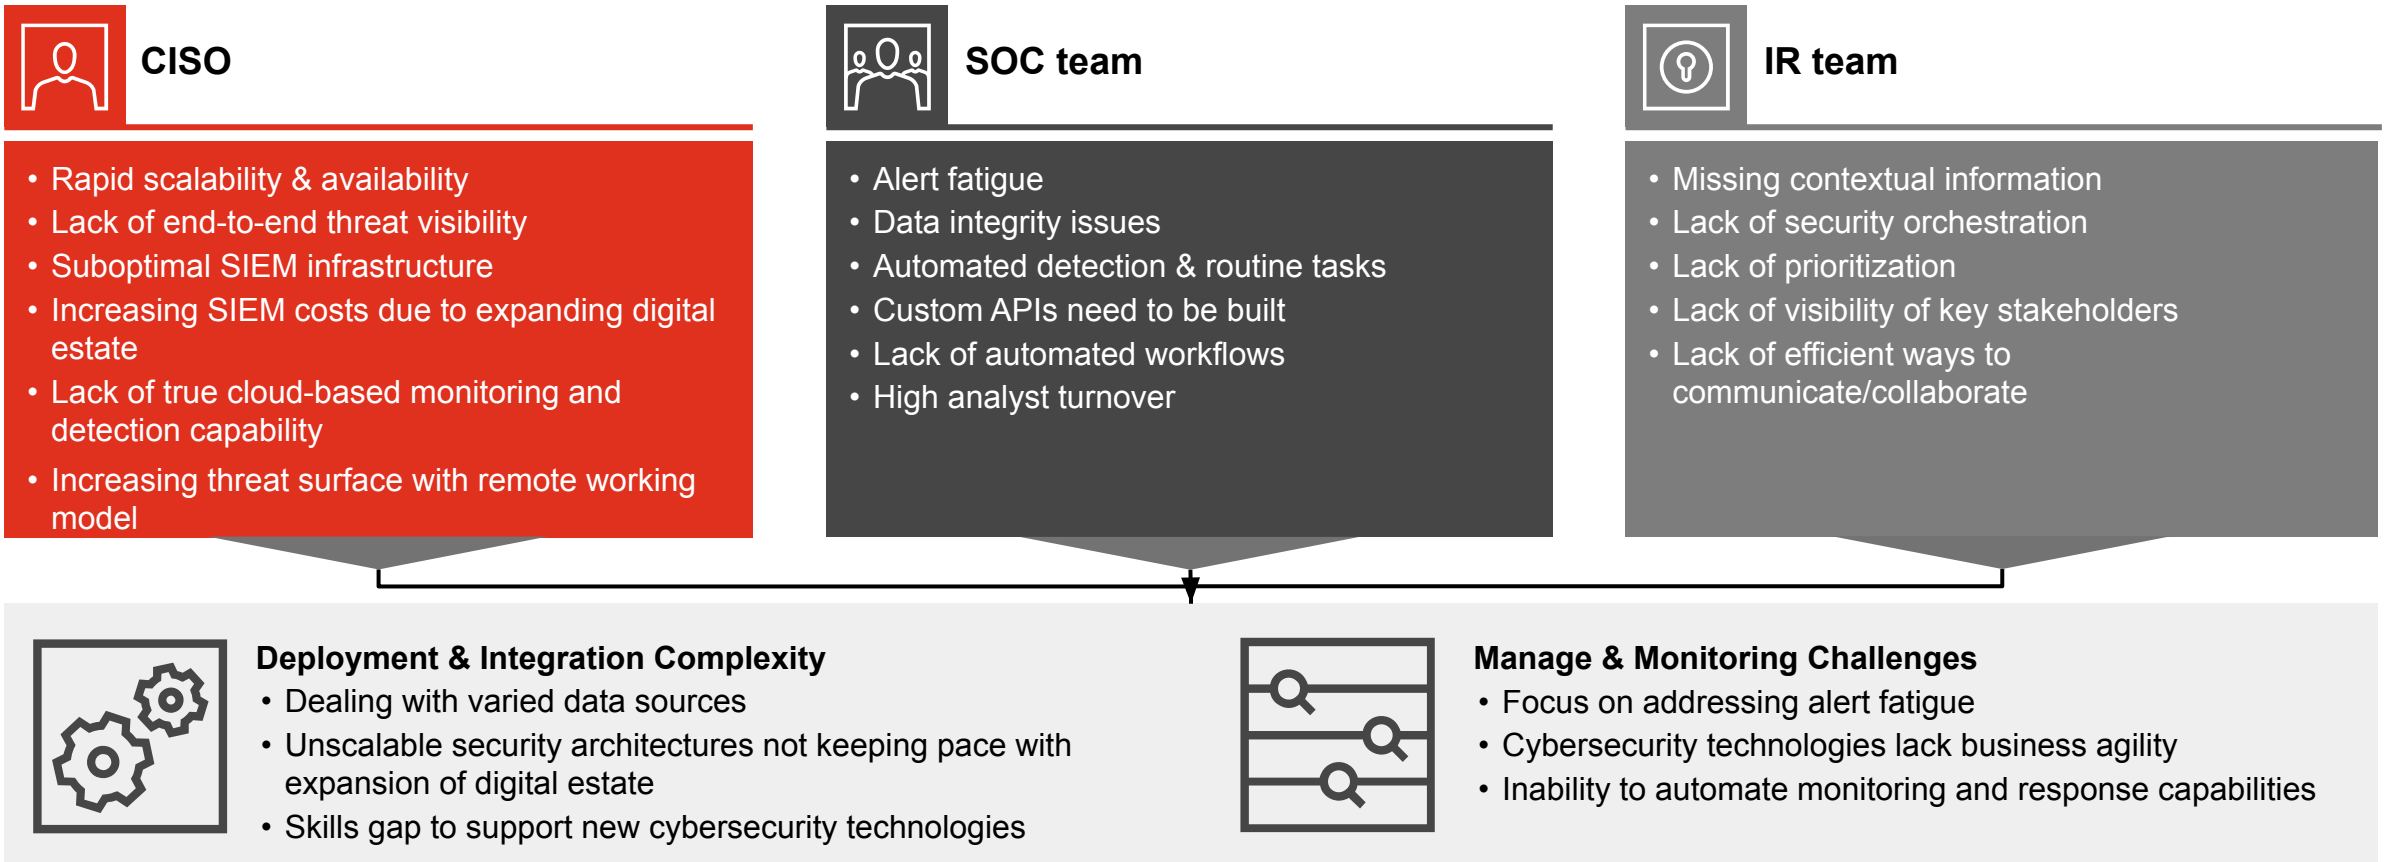 CISO
• Rapid scalability & availability
• Lack of end-to-end threat visibility
• Suboptimal SIEM infrastructure
• Increasing SIEM costs due to expanding digital
estate
• Lack of true cloud-based monitoring and
detection capability
• Increasing threat surface with remote working
model
SOC team
• Alert fatigue
• Data integrity issues
• Automated detection & routine tasks
• Custom APIs need to be built
• Lack of automated workflows
• High analyst turnover
IR team
• Missing contextual information
• Lack of security orchestration
• Lack of prioritization
• Lack of visibility of key stakeholders
• Lack of efficient ways to
communicate/collaborate
Deployment & Integration Complexity
• Dealing with varied data sources
• Unscalable security architectures not keeping pace with
expansion of digital estate
• Skills gap to support new cybersecurity technologies
Manage & Monitoring Challenges
• Focus on addressing alert fatigue
• Cybersecurity technologies lack business agility
• Inability to automate monitoring and response capabilities